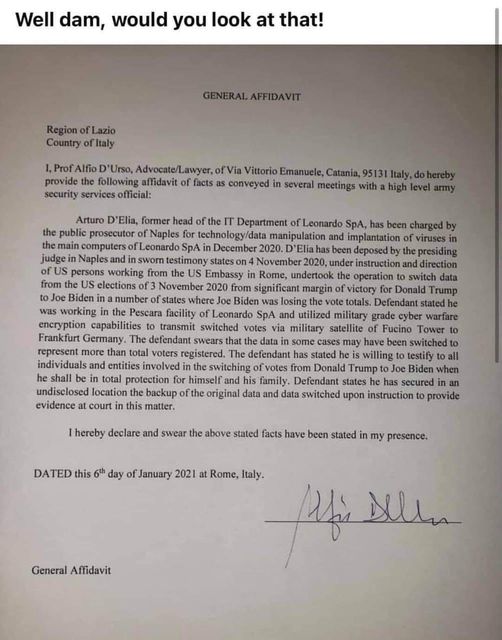 Well dam, would you look at that!
GENERAL AFFIDAVIT
Region of Lazio
Country of Italy
I, Prof Alfio D'Urso, Advocate/Lawyer, of Via Vittorio Emanuele, Catania, 95131 Italy, do hereby
provide the following affidavit of facts as conveyed in several meetings with a high level army
security services official:
Arturo D'Elia, former head of the IT Department of Leonardo SpA, has been charged by
the public prosecutor of Naples for technology/data manipulation and implantation of viruses in
the main computers of Leonardo SpA in December 2020. D'Elia has been deposed by the presiding
judge in Naples and in sworn testimony states on 4 November 2020, under instruction and direction
of US persons working from the US Embassy in Rome, undertook the operation to switch data
from the US elections of 3 November 2020 from significant margin of victory for Donald Trump
to Joe Biden in a number of states where Joe Biden was losing the vote totals. Defendant stated he
was working in the Pescara facility of Leonardo SpA and utilized military grade cyber warfare
encryption capabilities to transmit switched votes via military satellite of Fucino Tower to
Frankfurt Germany. The defendant swears that the data in some cases may have been switched to
represent more than total voters registered. The defendant has stated he is willing to testify to all
individuals and entities involved in the switching of votes from Donald Trump to Joe Biden when
he shall be in total protection for himself and his family. Defendant states he has secured in an
undisclosed location the backup of the original data and data switched upon instruction to provide
evidence at court in this matter.
I hereby declare and swear the above stated facts have been stated in my presence.
DATED this 6th day of January 2021 at Rome, Italy.
General Affidavit